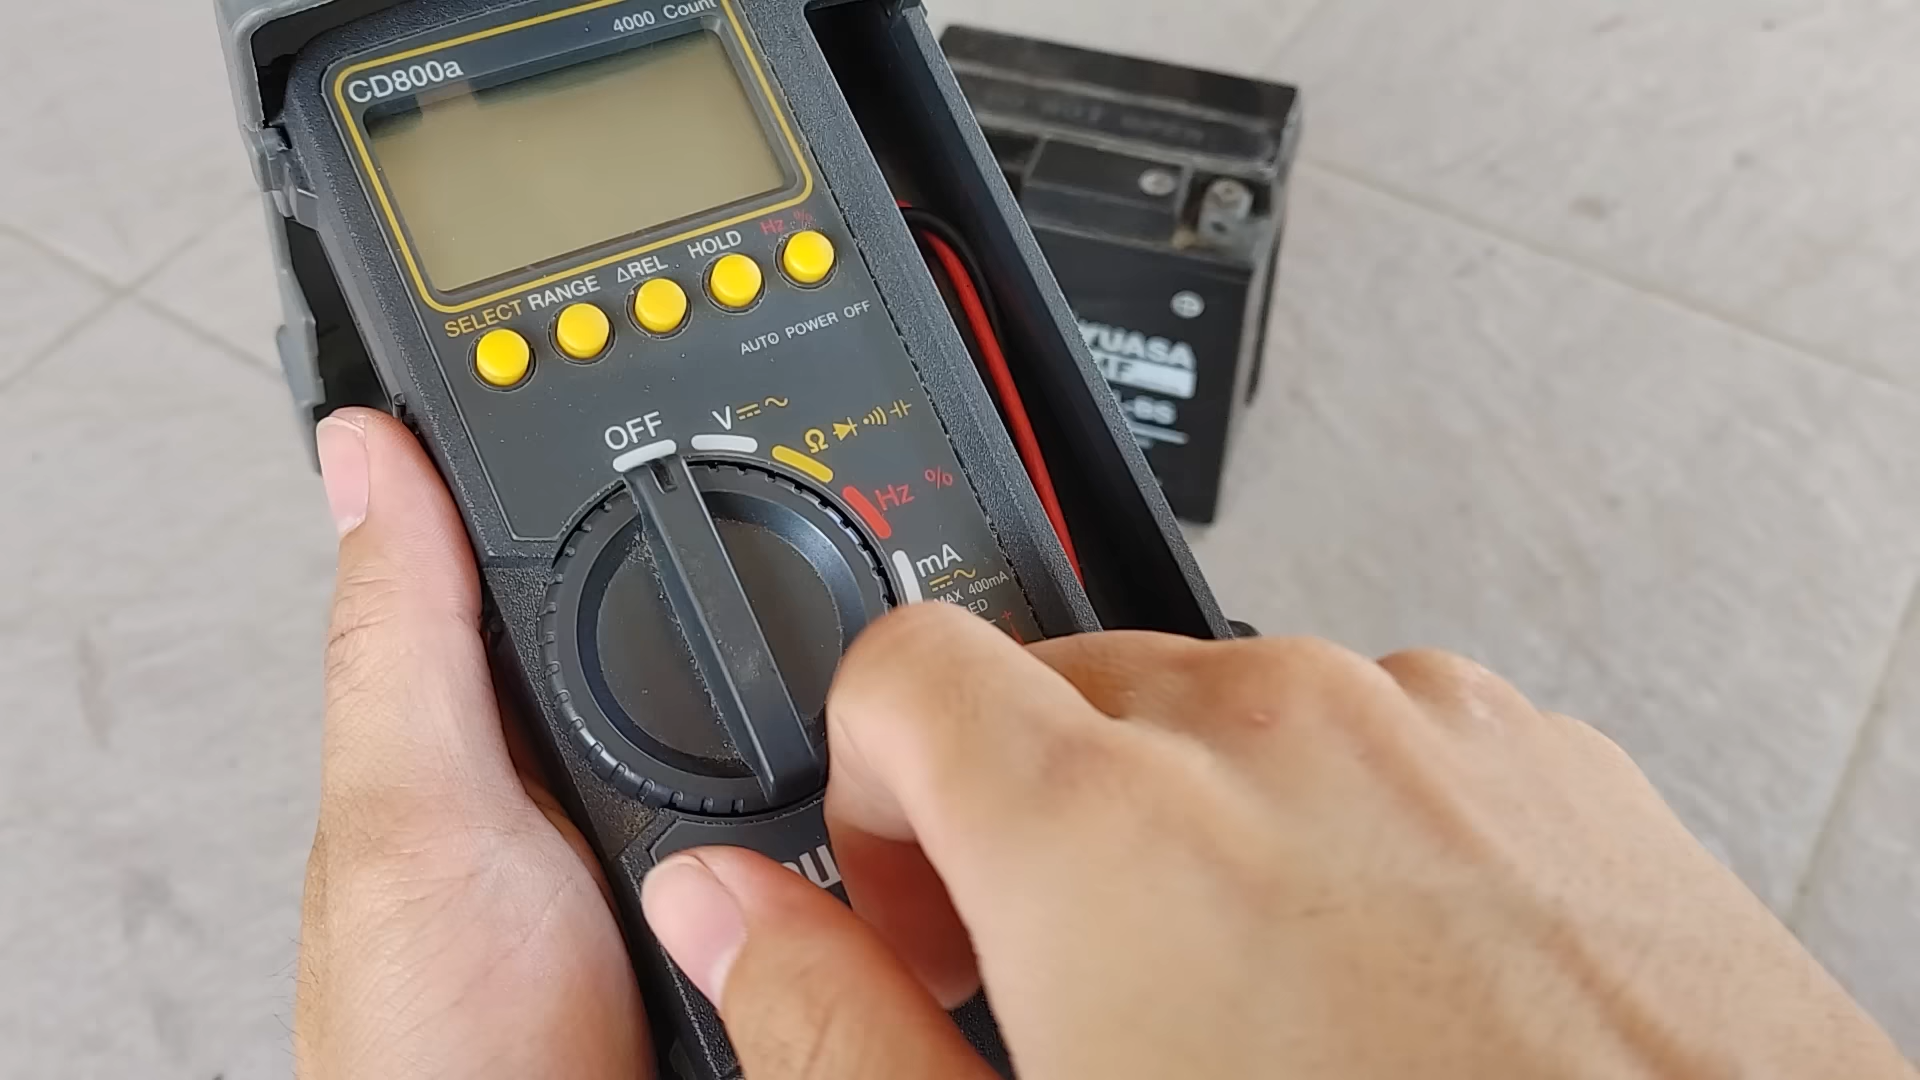 4000 Count
CD800a
SELECT RANGE ΔREL HOLD Hz %
AUTO POWER OFF
OFF V Ω
Hz %
mA
MAX 400mA
YUASA